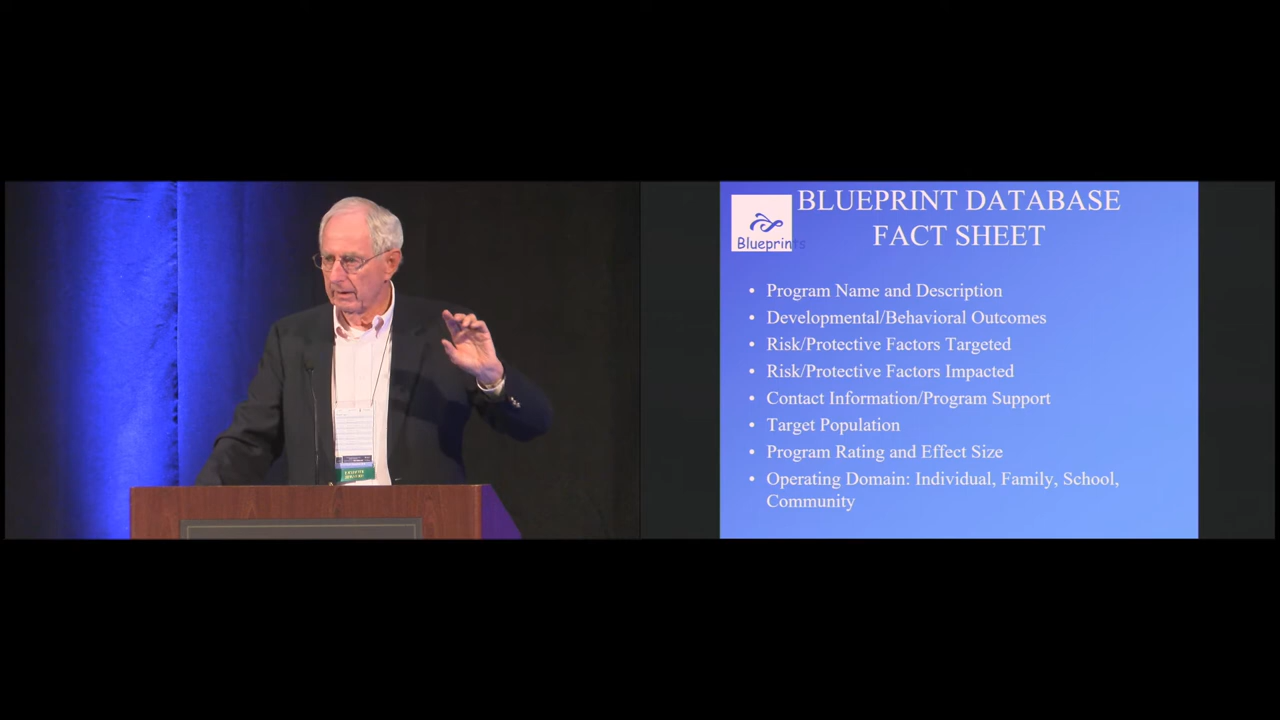 BLUEPRINT DATABASE
FACT SHEET
Blueprints
• Program Name and Description
• Developmental/Behavioral Outcomes
• Risk/Protective Factors Targeted
• Risk/Protective Factors Impacted
• Contact Information/Program Support
• Target Population
• Program Rating and Effect Size
• Operating Domain: Individual, Family, School,
Community